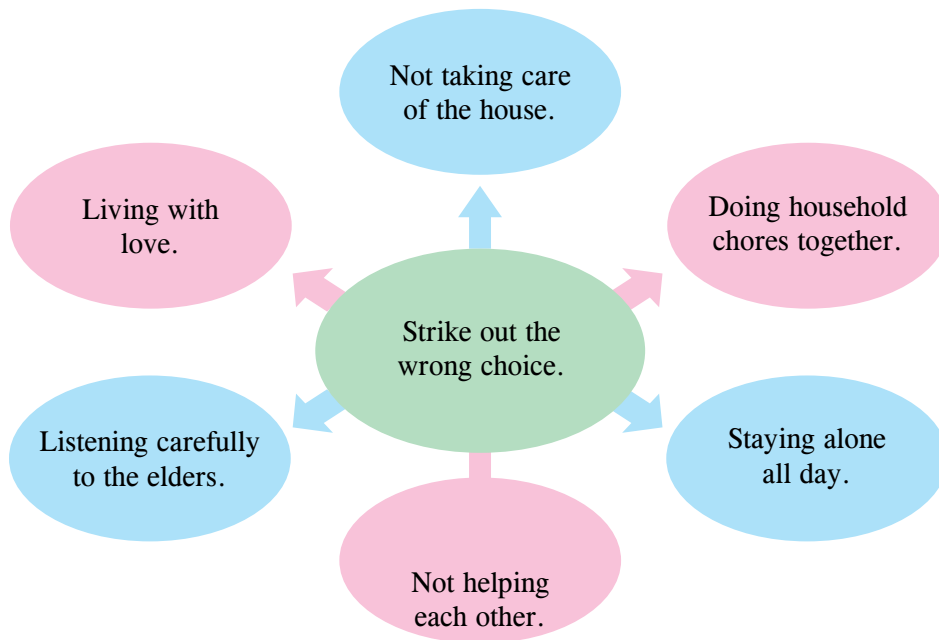 Not taking care
of the house.
Living with
love.
Doing household
chores together.
Strike out the
wrong choice.
Listening carefully
to the elders.
Staying alone
all day.
Not helping
each other.